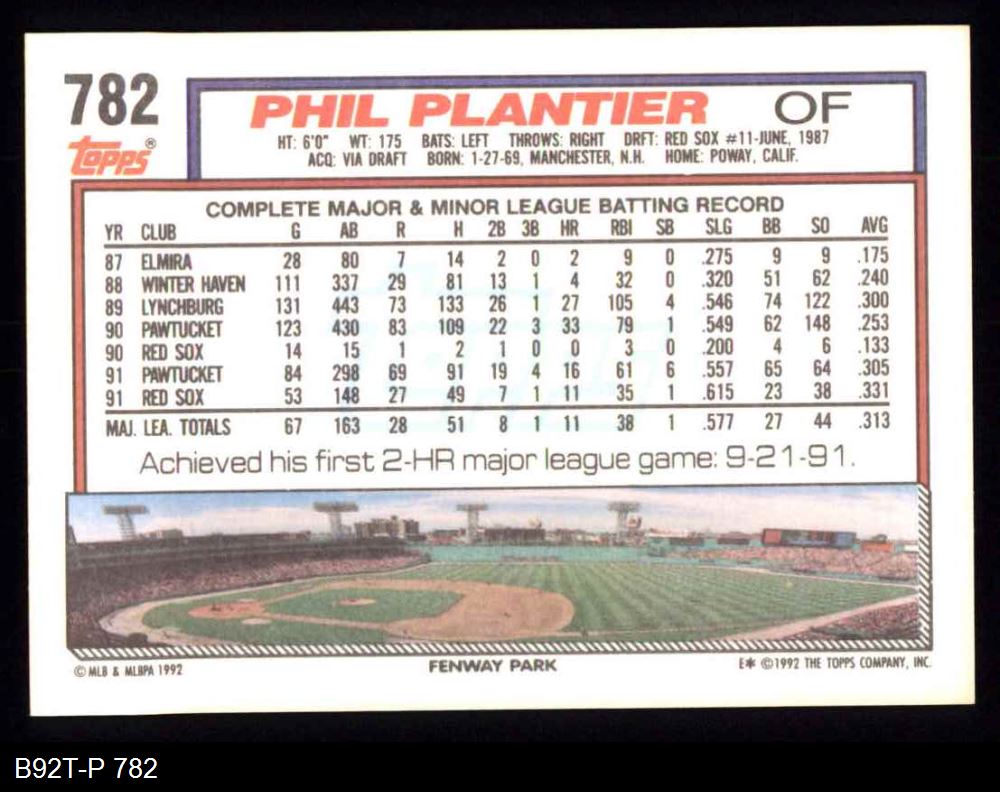 782
Topps®
PHIL PLANTIER OF
HT: 6'0" WT: 175 BATS: LEFT THROWS: RIGHT DRFT: RED SOX #11-JUNE, 1987
ACQ: VIA DRAFT BORN: 1-27-69, MANCHESTER, N.H. HOME: POWAY, CALIF.
COMPLETE MAJOR & MINOR LEAGUE BATTING RECORD
YR CLUB G AB R H 2B 3B HR RBI SB SLG BB SO AVG
87 ELMIRA 28 80 7 14 2 0 2 9 0 .275 9 9 .175
88 WINTER HAVEN 111 337 29 81 13 1 4 32 0 .320 51 62 .240
89 LYNCHBURG 131 443 73 133 26 1 27 105 4 .546 74 122 .300
90 PAWTUCKET 123 430 83 109 22 3 33 79 1 .549 62 148 .253
90 RED SOX 14 15 1 2 1 0 0 3 0 .200 4 6 .133
91 PAWTUCKET 84 298 69 91 19 4 16 61 6 .557 65 64 .305
91 RED SOX 53 148 27 49 7 1 11 35 1 .615 23 38 .331
MAJ. LEA. TOTALS 67 163 28 51 8 1 11 38 1 .577 27 44 .313
Achieved his first 2-HR major league game: 9-21-91.
© MLB & MLBPA 1992 FENWAY PARK E* ©1992 THE TOPPS COMPANY, INC.
B92T-P 782